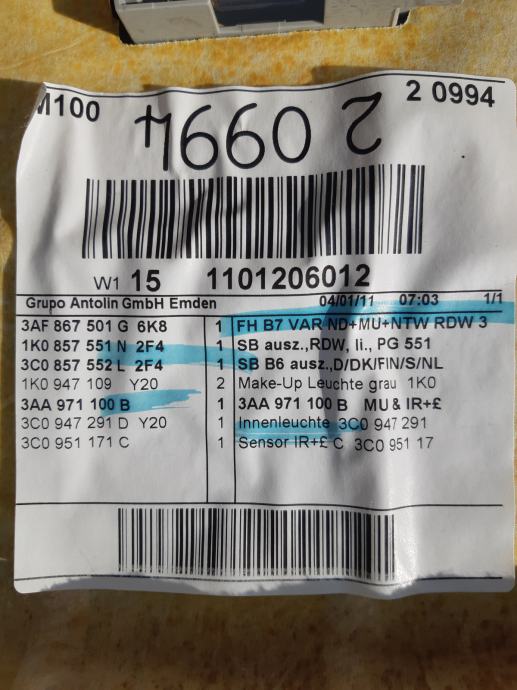 M100
2 0994
2 0994
W1 15 1101206012
Grupo Antolin GmbH Emden 04/01/11 07:03 1/1
3AF 867 501 G 6K8 1 FH B7 VAR ND+MU+NTW RDW 3
1K0 857 551 N 2F4 1 SB ausz.,RDW, li., PG 551
3C0 857 552 L 2F4 1 SB B6 ausz.,D/DK/FIN/S/NL
1K0 947 109 Y20 2 Make-Up Leuchte grau 1K0
3AA 971 100 B 1 3AA 971 100 B MU & IR+£
3C0 947 291 D Y20 1 Innenleuchte 3C0 947 291
3C0 951 171 C 1 Sensor IR+£ C 3C0 951 17